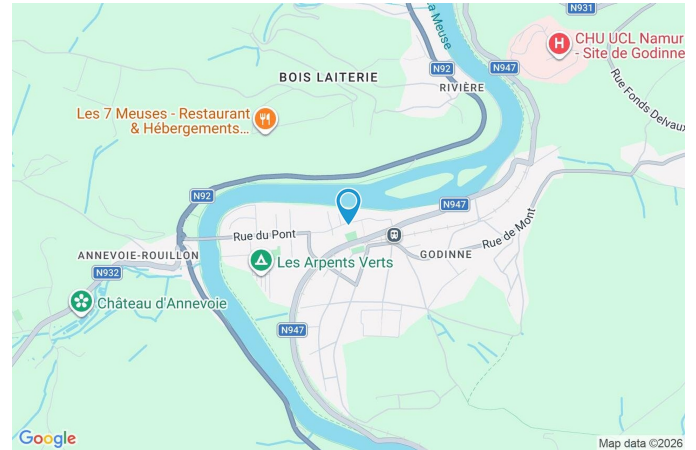 N931
a Meuse
N92
N947
CHU UCL Namur
- Site de Godinne
BOIS LAITERIE
RIVIÈRE
Rue Fonds Delvaux
Les 7 Meuses - Restaurant
& Hébergements...
N92
N947
Rue de Mont
Rue du Pont
ANNEVOIE-ROUILLON
GODINNE
Les Arpents Verts
N932
Château d'Annevoie
N947
Google
Map data ©2026